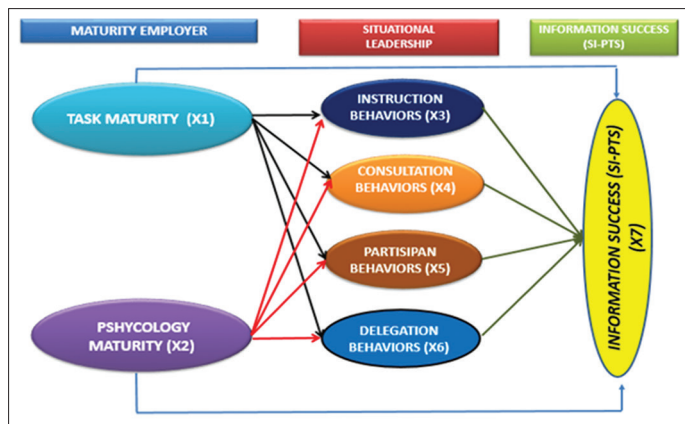 MATURITY EMPLOYER
SITUATIONAL
LEADERSHIP
INFORMATION SUCCESS
(SI-PTS)
TASK MATURITY (X1)
INSTRUCTION
BEHAVIORS (X3)
CONSULTATION
BEHAVIORS (X4)
PARTISIPAN
BEHAVIORS (X5)
PSHYCOLOGY
MATURITY (X2)
DELEGATION
BEHAVIORS (X6)
INFORMATION SUCCESS (SI-PTS)
(X7)